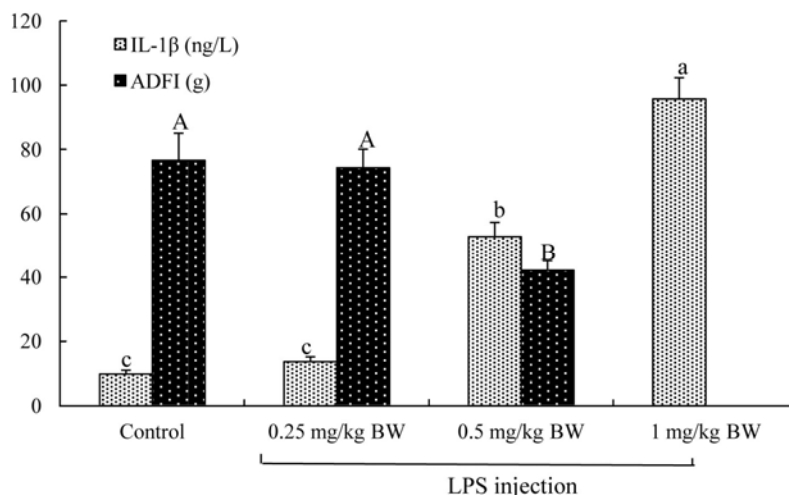 120
100
80
60
40
20
0
IL-1β (ng/L)
ADFI (g)
c
A
c
A
b
B
a
Control
0.25 mg/kg BW
0.5 mg/kg BW
1 mg/kg BW
LPS injection